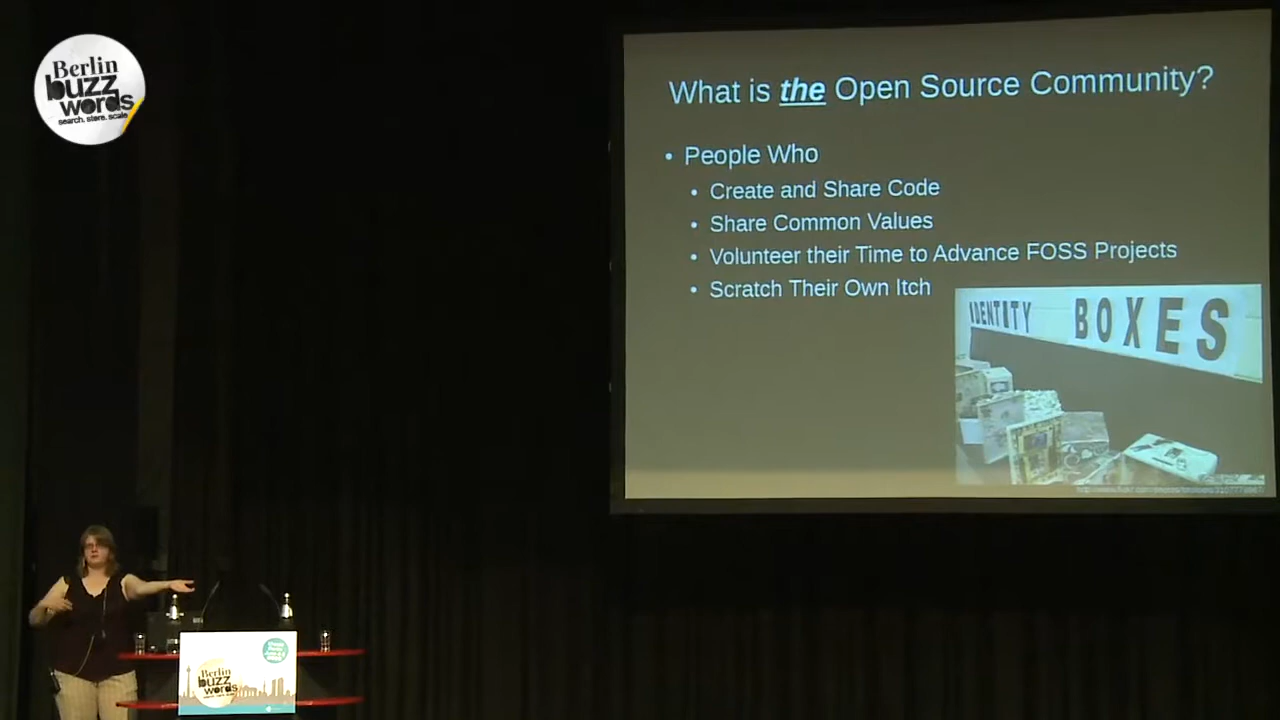 Berlin
buzz
words
search. store. scale
What is the Open Source Community?
• People Who
• Create and Share Code
• Share Common Values
• Volunteer their Time to Advance FOSS Projects
• Scratch Their Own Itch
IDENTITY BOXES
Berlin
buzz
words